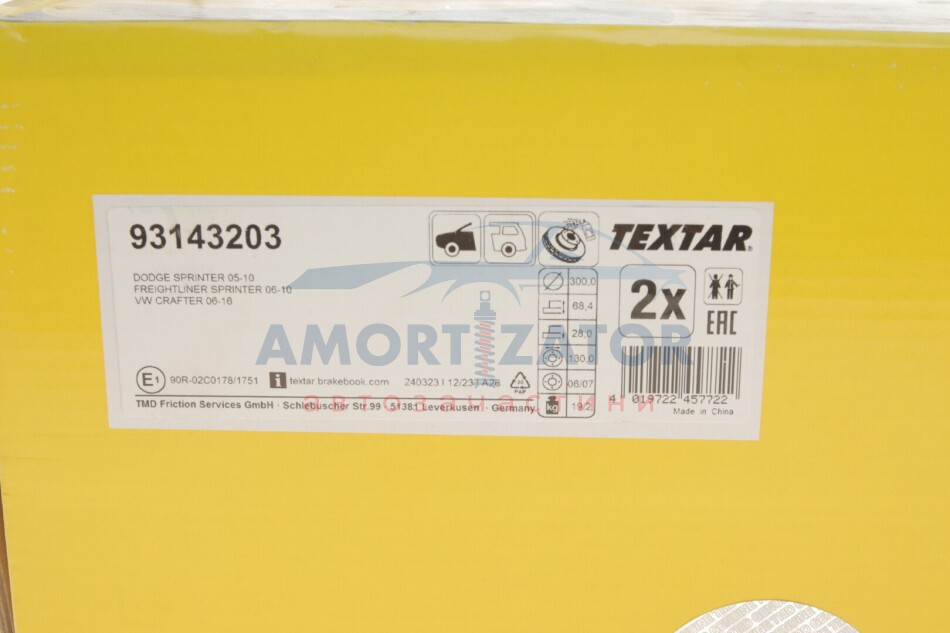 93143203
TEXTAR®
DODGE SPRINTER 05-10
FREIGHTLINER SPRINTER 06-10
VW CRAFTER 06-16
300,0
68,4
28,0
130,0
06/07
kg 19,2
2x
EAC
AMORTIZATOR
автозапчастини
E1 90R-02C0178/1751
i textar.brakebook.com
240323 | 12/23 | A26
20
PAP
TMD Friction Services GmbH · Schlebuscher Str.99 · 51381 Leverkusen · Germany
4 019722 457722
Made in China